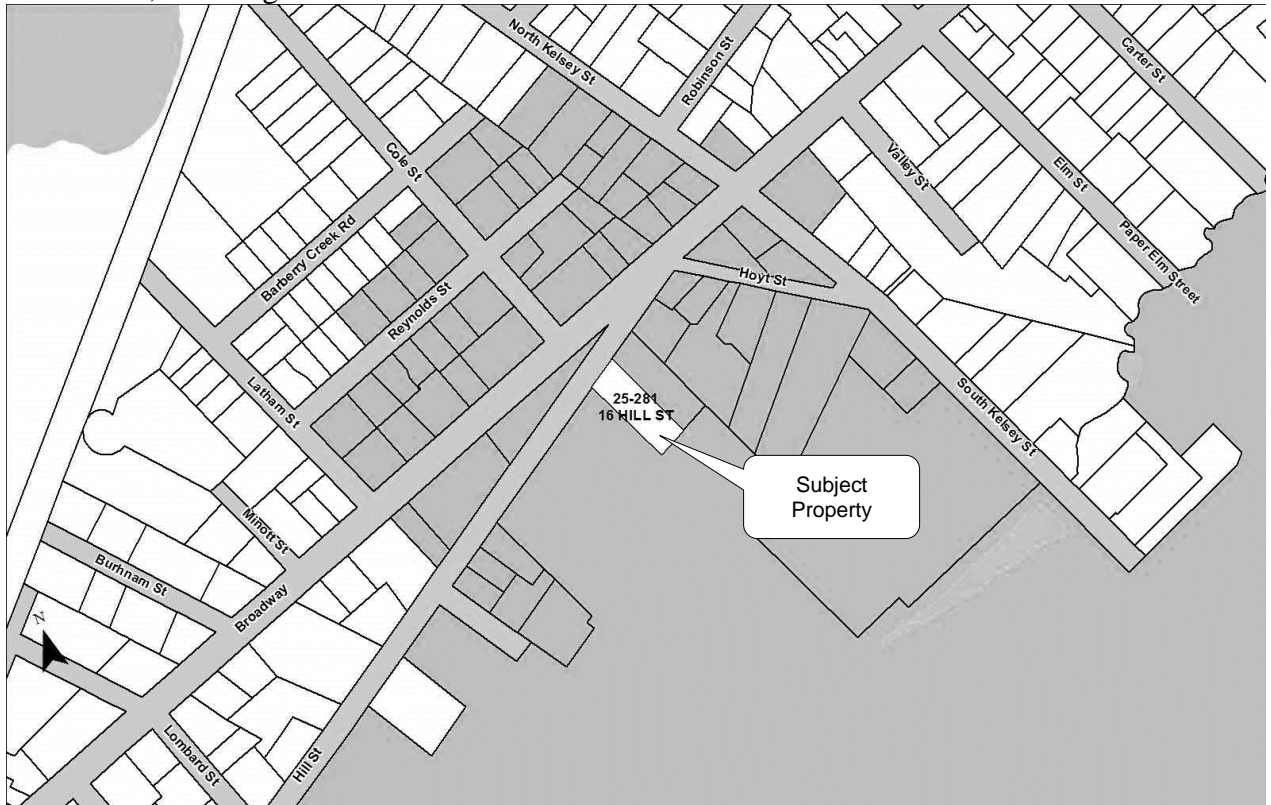 North Kelsey St
Robinson St
Carter St
Cole St
Valley St
Elm St
Barberry Creek Rd
Paper Elm Street
Hoyt St
Reynolds St
Latham St
25-281
16 HILL ST
South Kelsey St
Subject
Property
Minott St
Burhnam St
Broadway
N
Lombard St
Hill St